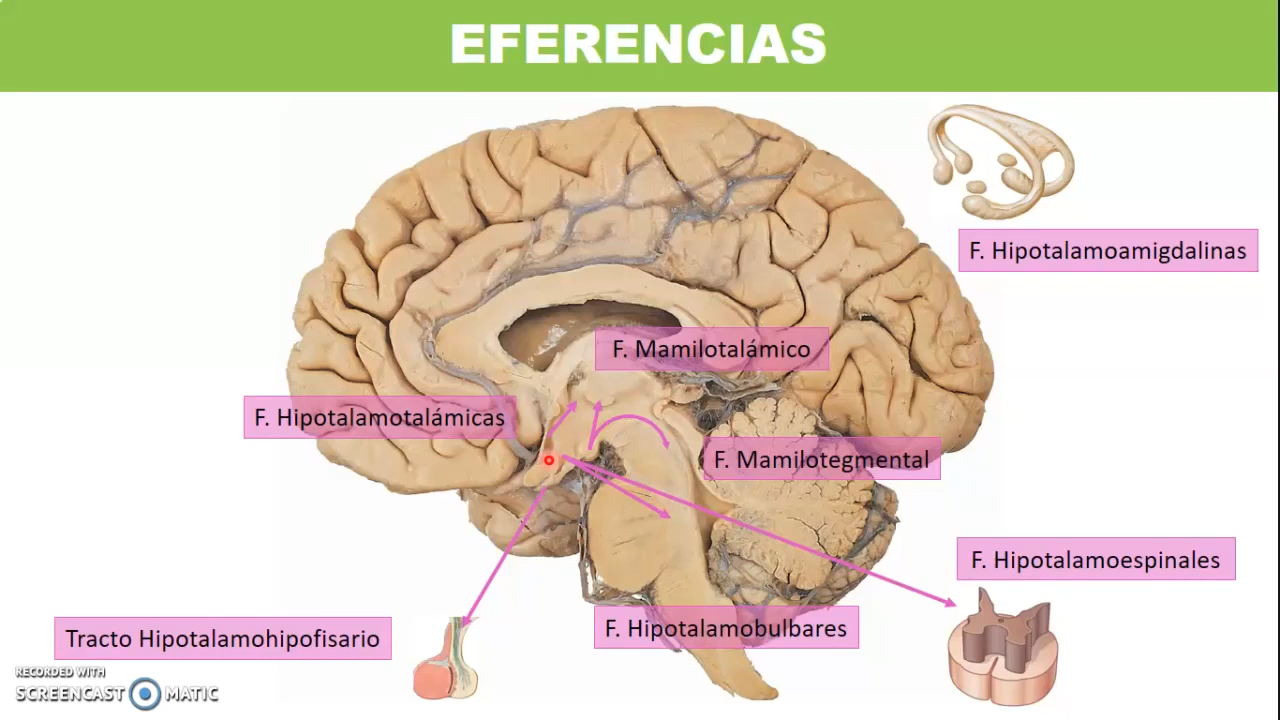 EFERENCIAS
F. Hipotalamoamigdalinas
F. Mamilotalámico
F. Hipotalamotalámicas
F. Mamilotegmental
F. Hipotalamoespinales
F. Hipotalamobulbares
Tracto Hipotalamohipofisario
RECORDED WITH
SCREENCAST MATIC